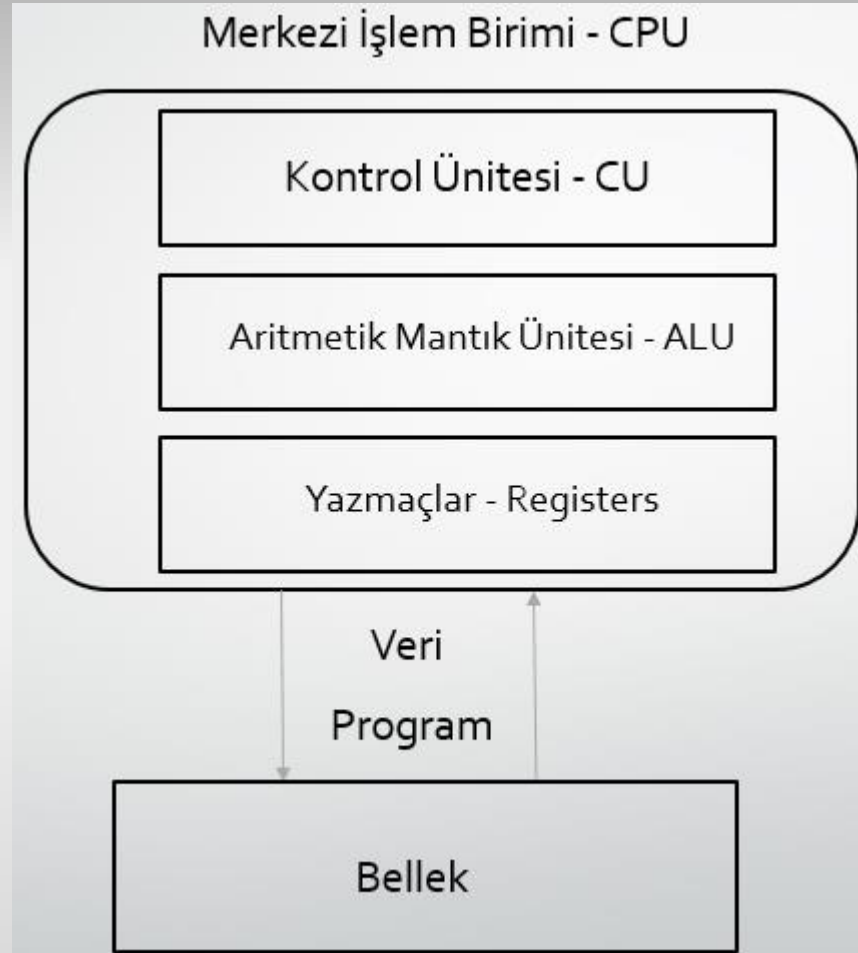 Merkezi İşlem Birimi - CPU
Kontrol Ünitesi - CU
Aritmetik Mantık Ünitesi - ALU
Yazmaçlar - Registers
Veri
Program
Bellek